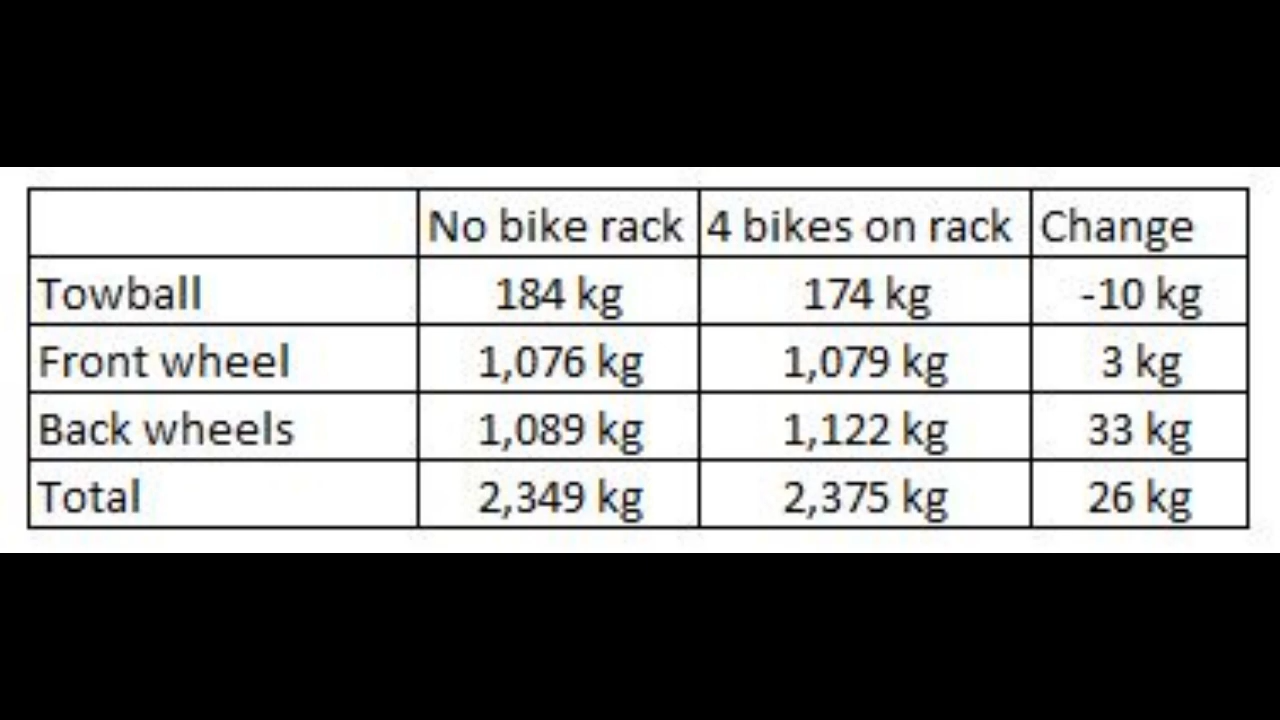 No bike rack 4 bikes on rack Change
Towball 184 kg 174 kg -10 kg
Front wheel 1,076 kg 1,079 kg 3 kg
Back wheels 1,089 kg 1,122 kg 33 kg
Total 2,349 kg 2,375 kg 26 kg